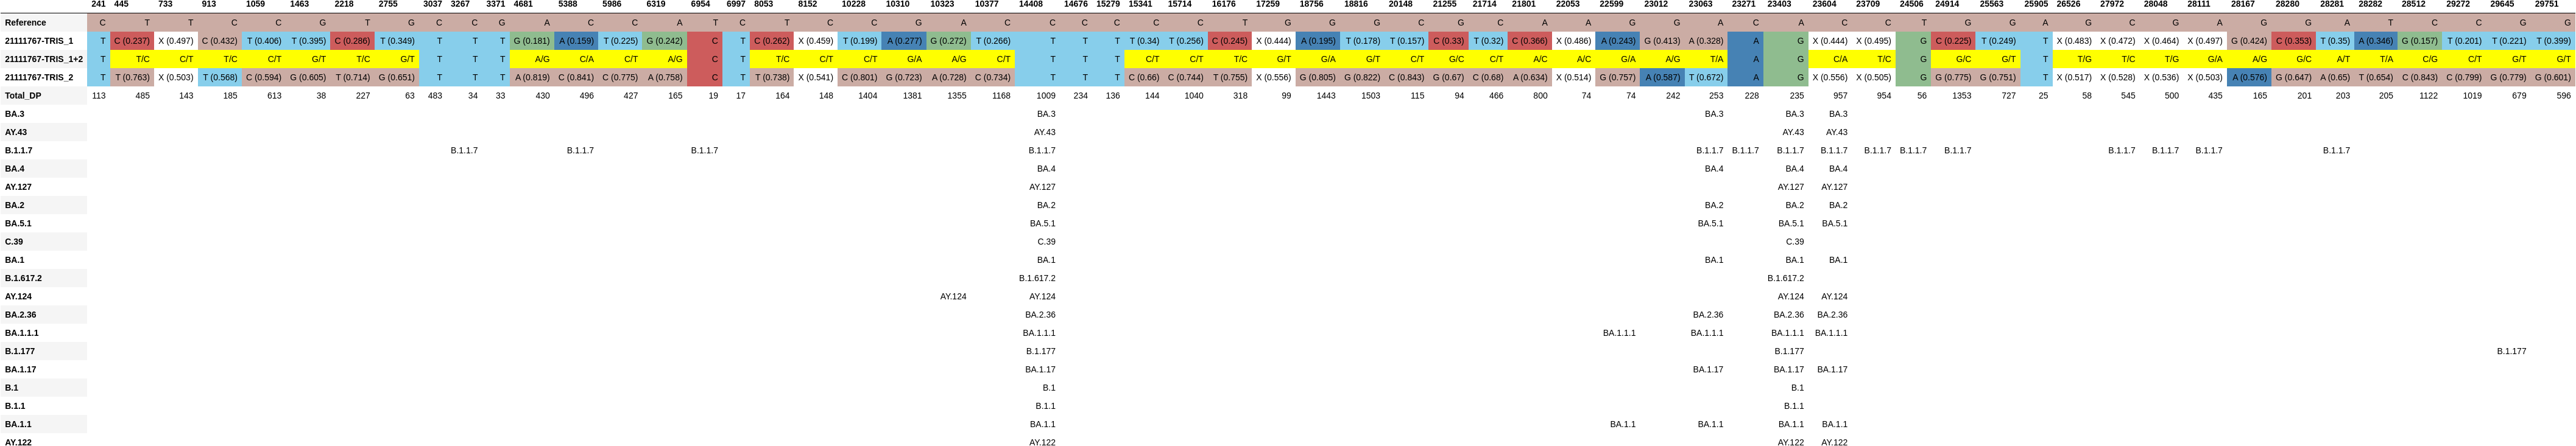 241 445 733 913 1059 1463 2218 2755 3037 3267 3371 4681 5388 5986 6319 6954 6997 8053 8152 10228 10310 10323 10377 14408 14676 15279 15341 15714 16176 17259 18756 18816 20148 21255 21714 21801 22053 22599 23012 23063 23271 23403 23604 23709 24506 24914 25563 25905 26526 27972 28048 28111 28167 28280 28281 28282 28512 29272 29645 29751
Reference C T T C C G T G C C G A C C A T C T C C G A C C C C C C T G G G C G C A A G G A C A C C T G G A G C G A G G A T C C G G
21111767-TRIS_1 T C (0.237) X (0.497) C (0.432) T (0.406) T (0.395) C (0.286) T (0.349) T T T G (0.181) A (0.159) T (0.225) G (0.242) C T C (0.262) X (0.459) T (0.199) A (0.277) G (0.272) T (0.266) T T T T (0.34) T (0.256) C (0.245) X (0.444) A (0.195) T (0.178) T (0.157) C (0.33) T (0.32) C (0.366) X (0.486) A (0.243) G (0.413) A (0.328) A G X (0.444) X (0.495) G C (0.225) T (0.249) T X (0.483) X (0.472) X (0.464) X (0.497) G (0.424) C (0.353) T (0.35) A (0.346) G (0.157) T (0.201) T (0.221) T (0.399)
21111767-TRIS_1+2 T T/C C/T T/C C/T G/T T/C G/T T T T A/G C/A C/T A/G C T T/C C/T C/T G/A A/G C/T T T T C/T C/T T/C G/T G/A G/T C/T G/C C/T A/C A/C G/A A/G T/A A G C/A T/C G G/C G/T T T/G C/T T/G G/A A/G G/C A/T T/A C/G C/T G/T G/T
21111767-TRIS_2 T T (0.763) X (0.503) T (0.568) C (0.594) G (0.605) T (0.714) G (0.651) T T T A (0.819) C (0.841) C (0.775) A (0.758) C T T (0.738) X (0.541) C (0.801) G (0.723) A (0.728) C (0.734) T T T C (0.66) C (0.744) T (0.755) X (0.556) G (0.805) G (0.822) C (0.843) G (0.67) C (0.68) A (0.634) X (0.514) G (0.757) A (0.587) T (0.672) A G X (0.556) X (0.505) G G (0.775) G (0.751) T X (0.517) X (0.528) X (0.536) X (0.503) A (0.576) G (0.647) A (0.65) T (0.654) C (0.843) C (0.799) G (0.779) G (0.601)
Total_DP 113 485 143 185 613 38 227 63 483 34 33 430 496 427 165 19 17 164 148 1404 1381 1355 1168 1009 234 136 144 1040 318 99 1443 1503 115 94 466 800 74 74 242 253 228 235 957 954 56 1353 727 25 58 545 500 435 165 201 203 205 1122 1019 679 596
BA.3 BA.3 BA.3 BA.3 BA.3
AY.43 AY.43 AY.43 AY.43
B.1.1.7 B.1.1.7 B.1.1.7 B.1.1.7 B.1.1.7 B.1.1.7 B.1.1.7 B.1.1.7 B.1.1.7 B.1.1.7 B.1.1.7 B.1.1.7 B.1.1.7 B.1.1.7 B.1.1.7 B.1.1.7
BA.4 BA.4 BA.4 BA.4 BA.4
AY.127 AY.127 AY.127 AY.127
BA.2 BA.2 BA.2 BA.2 BA.2
BA.5.1 BA.5.1 BA.5.1 BA.5.1 BA.5.1
C.39 C.39 C.39
BA.1 BA.1 BA.1 BA.1 BA.1
B.1.617.2 B.1.617.2 B.1.617.2
AY.124 AY.124 AY.124 AY.124 AY.124
BA.2.36 BA.2.36 BA.2.36 BA.2.36 BA.2.36
BA.1.1.1 BA.1.1.1 BA.1.1.1 BA.1.1.1 BA.1.1.1 BA.1.1.1
B.1.177 B.1.177 B.1.177 B.1.177
BA.1.17 BA.1.17 BA.1.17 BA.1.17 BA.1.17
B.1 B.1 B.1
B.1.1 B.1.1 B.1.1
BA.1.1 BA.1.1 BA.1.1 BA.1.1 BA.1.1 BA.1.1
AY.122 AY.122 AY.122 AY.122